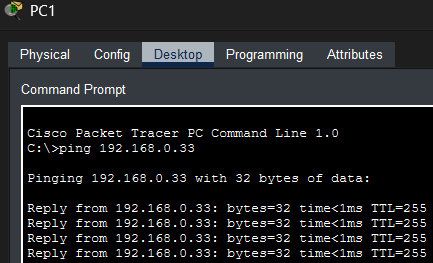 PC1
Physical Config Desktop Programming Attributes
Command Prompt
Cisco Packet Tracer PC Command Line 1.0
C:\>ping 192.168.0.33
Pinging 192.168.0.33 with 32 bytes of data:
Reply from 192.168.0.33: bytes=32 time<1ms TTL=255
Reply from 192.168.0.33: bytes=32 time<1ms TTL=255
Reply from 192.168.0.33: bytes=32 time<1ms TTL=255
Reply from 192.168.0.33: bytes=32 time<1ms TTL=255